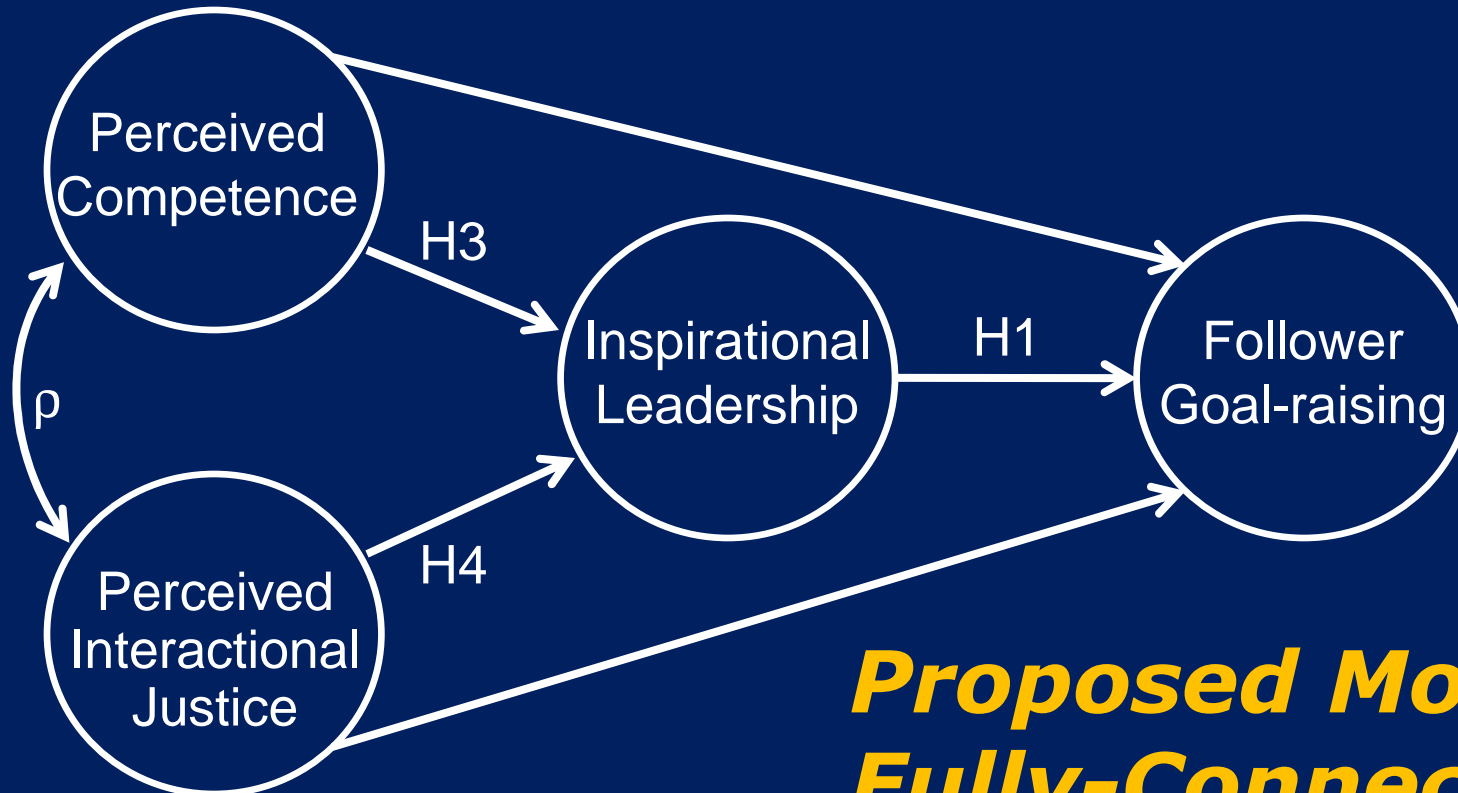 Perceived
Competence
H3
ρ
Inspirational
Leadership
H1
Follower
Goal-raising
H4
Perceived
Interactional
Justice
Proposed Mo
Fully-Connec